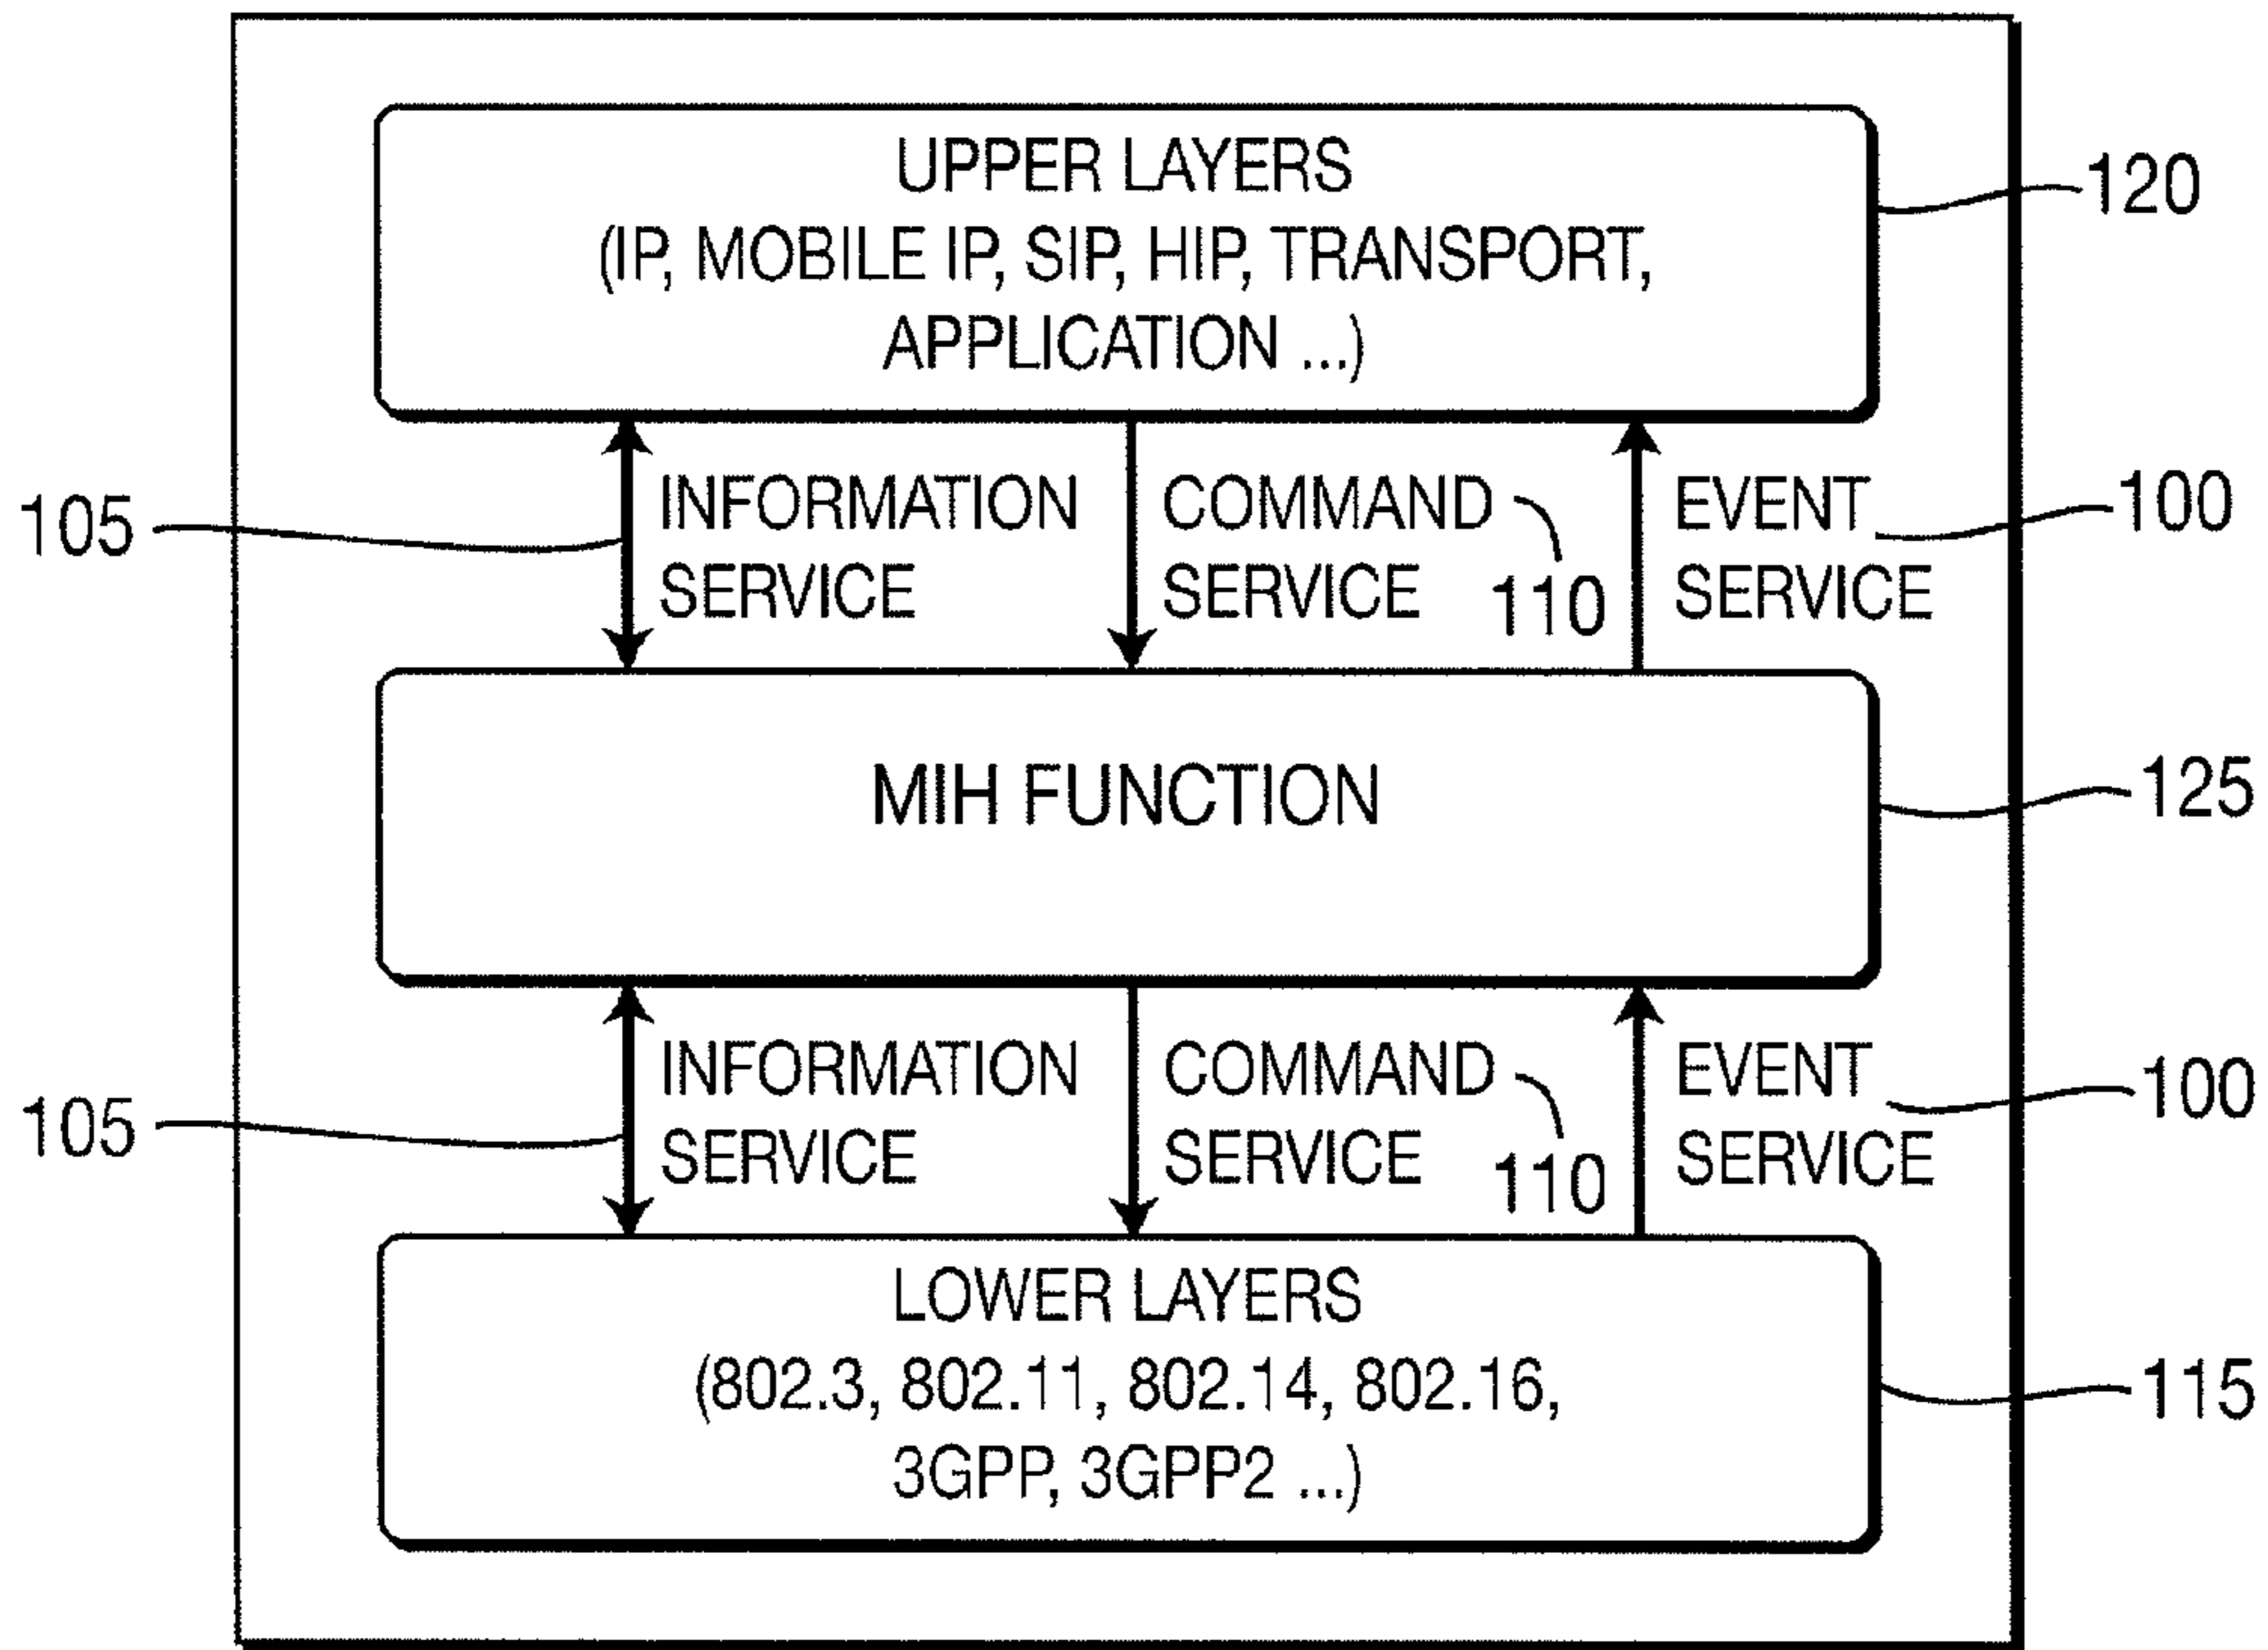 UPPER LAYERS
(IP, MOBILE IP, SIP, HIP, TRANSPORT,
APPLICATION ...)
120
105
INFORMATION
SERVICE
COMMAND
SERVICE
110
EVENT
SERVICE
100
MIH FUNCTION
125
105
INFORMATION
SERVICE
COMMAND
SERVICE
110
EVENT
SERVICE
100
LOWER LAYERS
(802.3, 802.11, 802.14, 802.16,
3GPP, 3GPP2 ...)
115